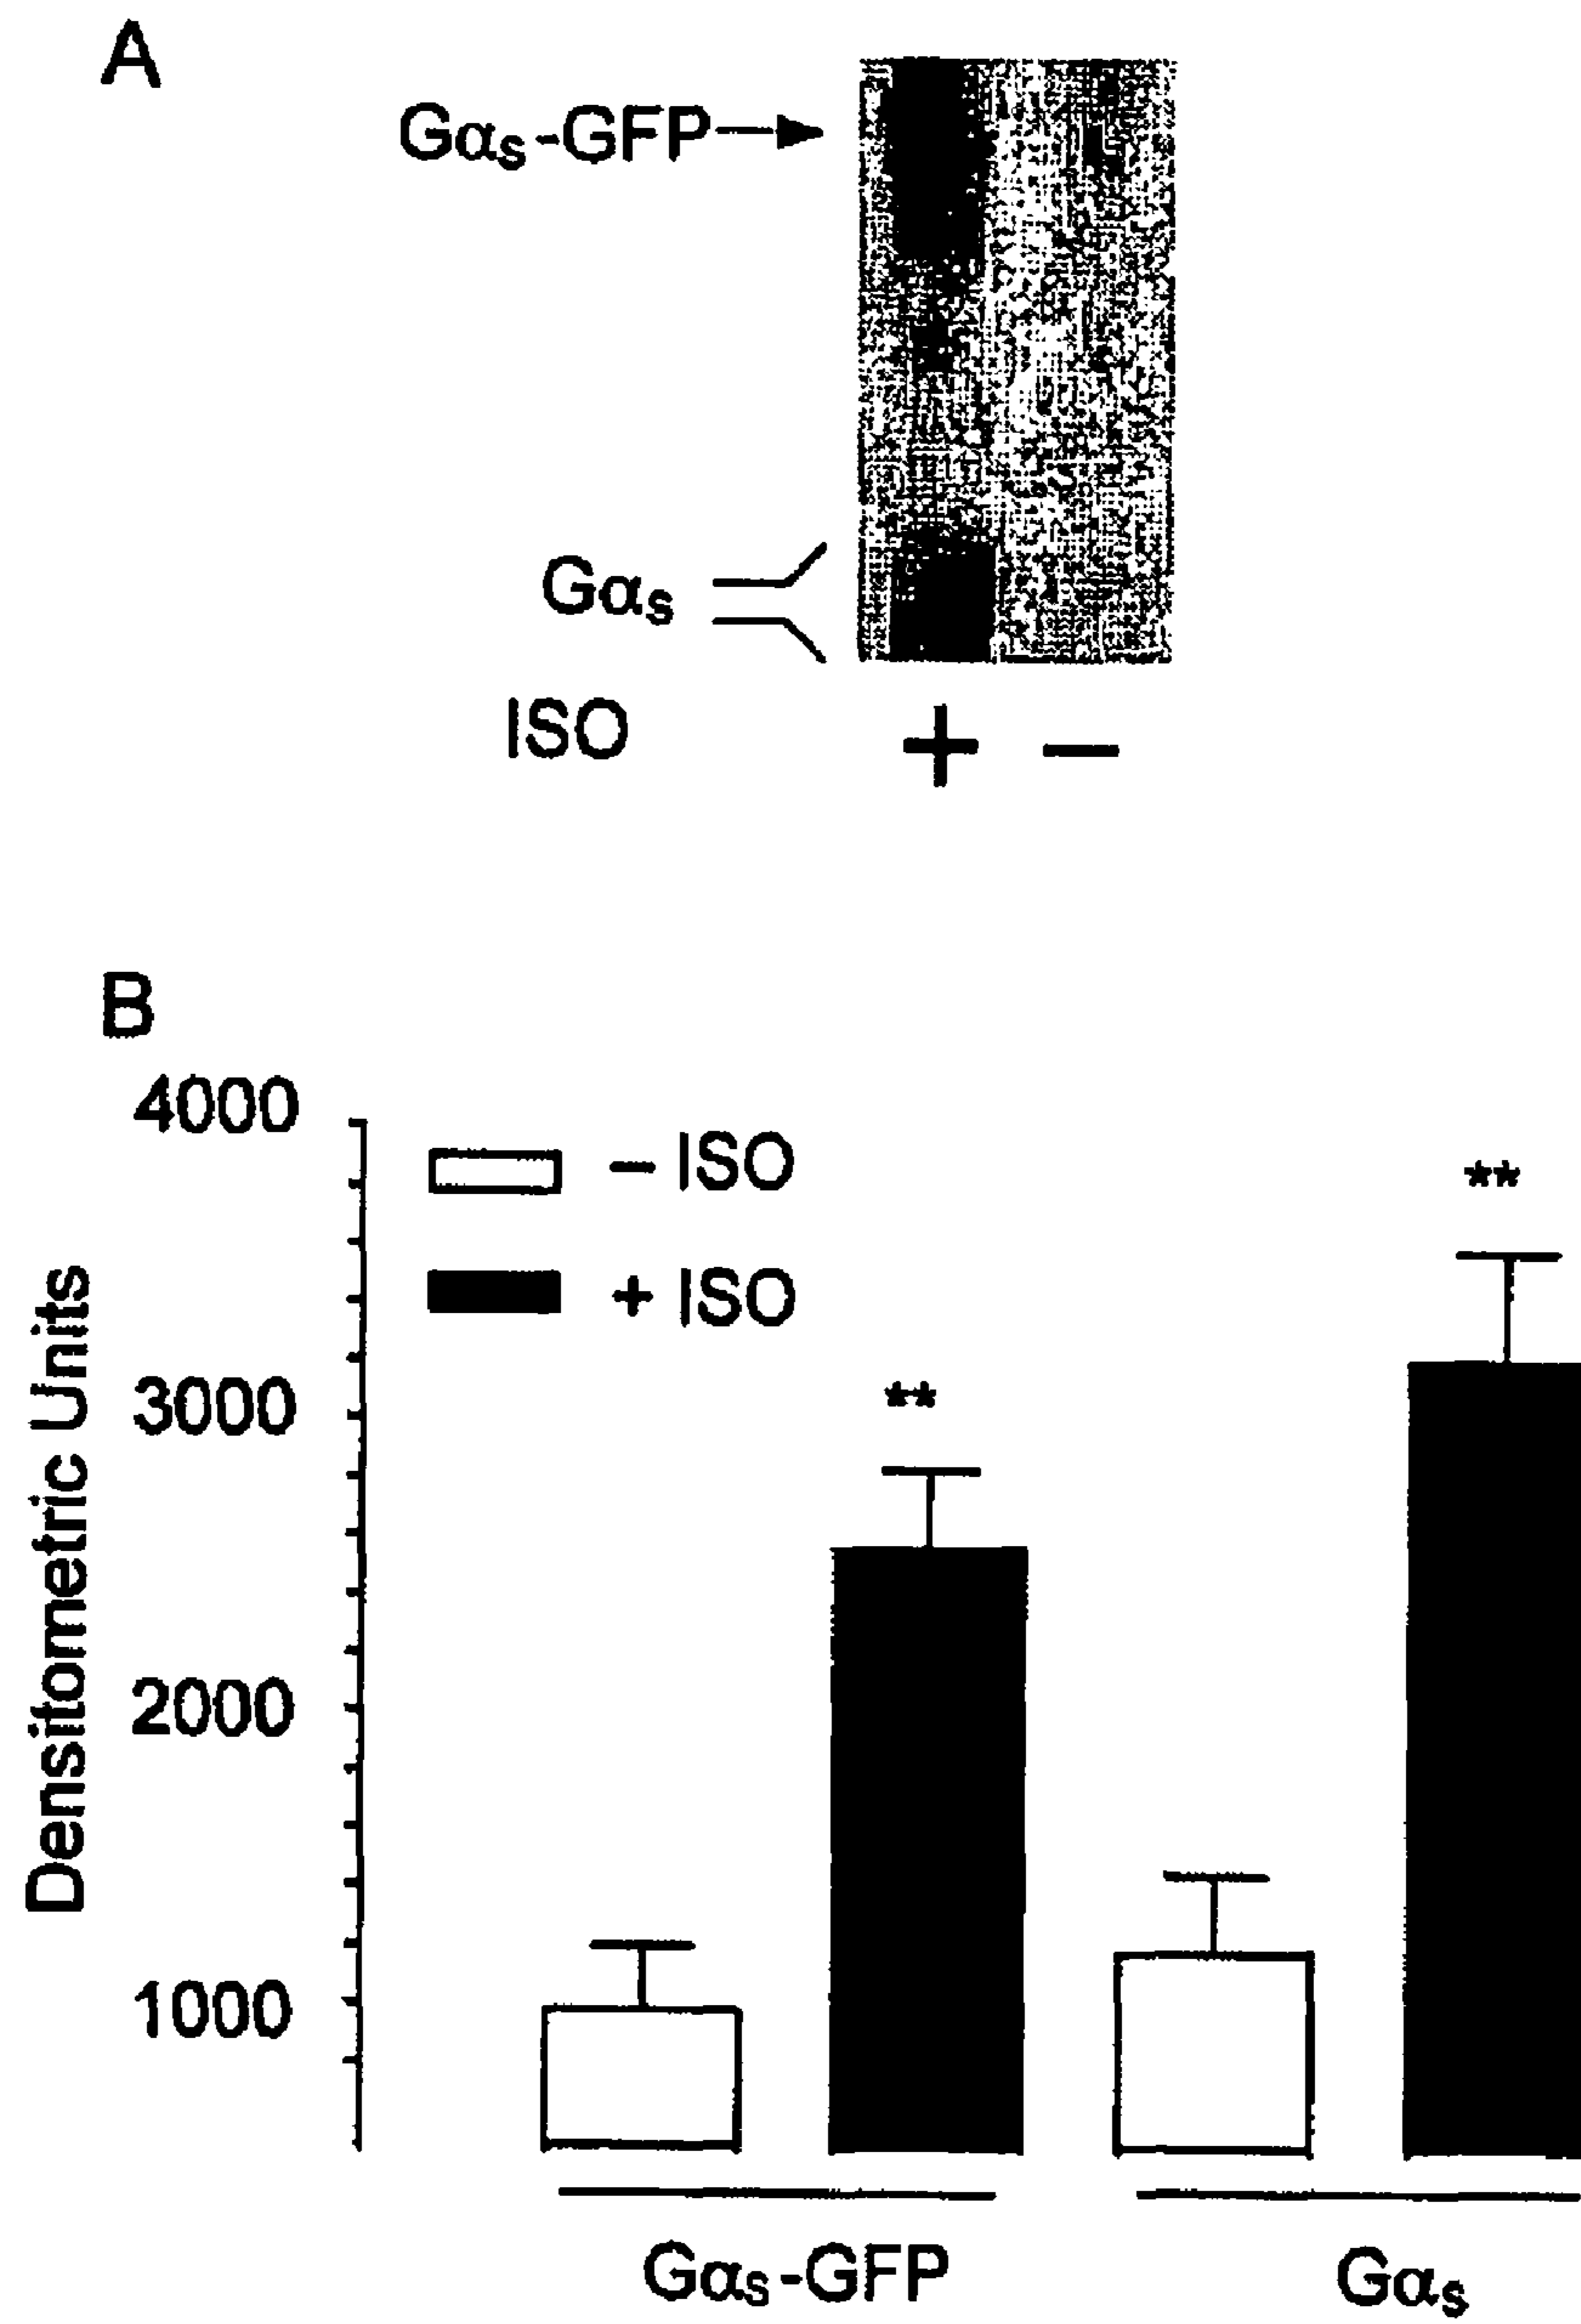 A
Gαs-GFP
Gαs
ISO + −
B
4000
− ISO
**
+ ISO
3000
**
2000
1000
Densitometric Units
Gαs-GFP Gαs